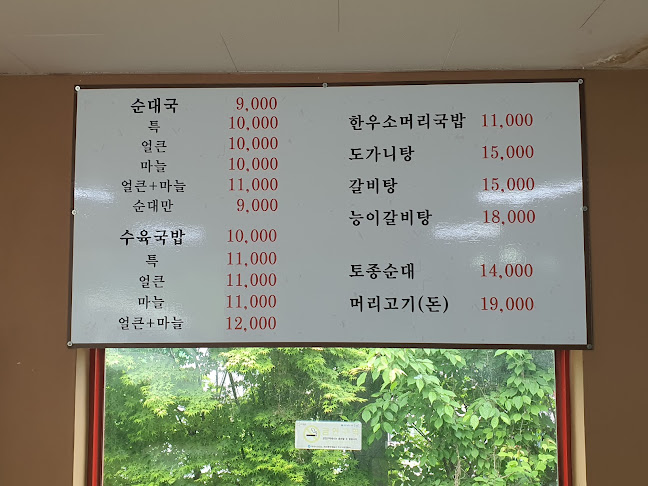 순대국 9,000
특 10,000
얼큰 10,000
마늘 10,000
얼큰+마늘 11,000
순대만 9,000
수육국밥 10,000
특 11,000
얼큰 11,000
마늘 11,000
얼큰+마늘 12,000
한우소머리국밥 11,000
도가니탕 15,000
갈비탕 15,000
능이갈비탕 18,000
토종순대 14,000
머리고기(돈) 19,000